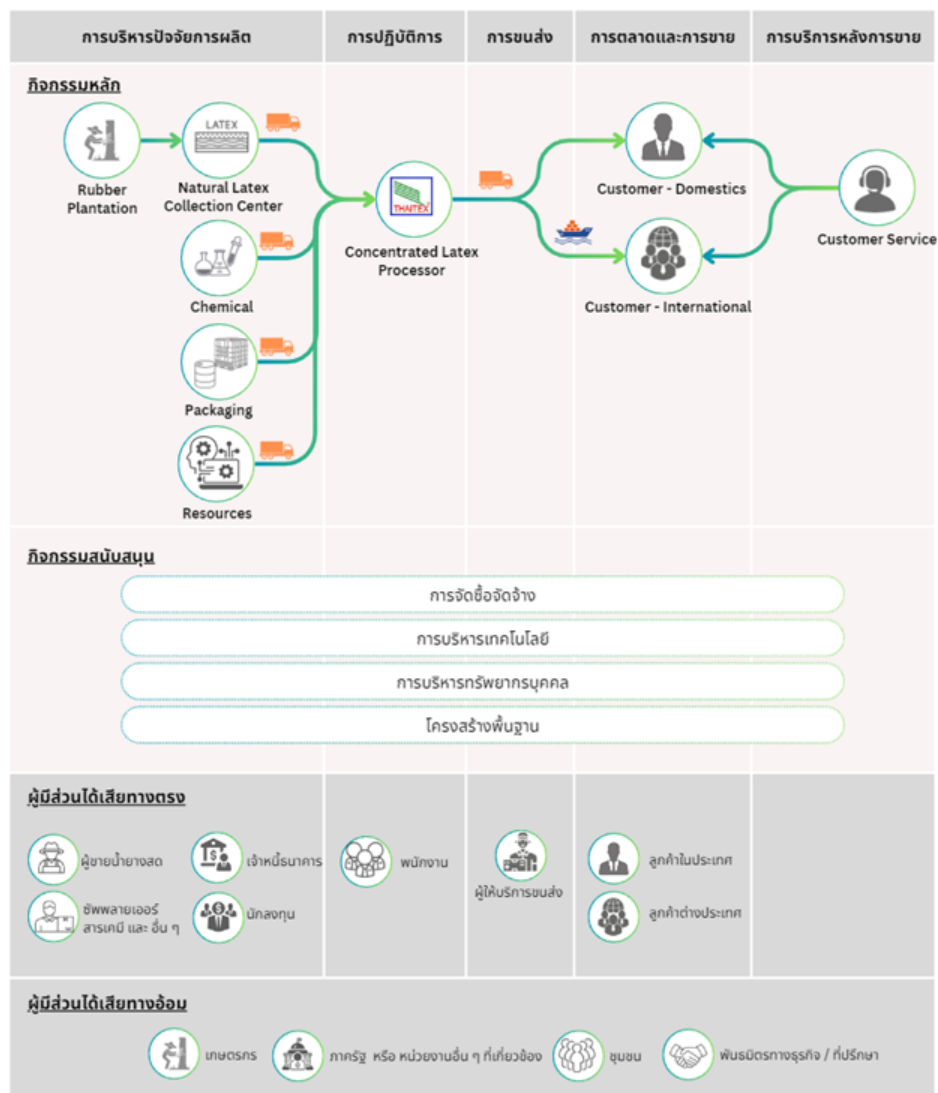 การบริหารปัจจัยการผลิต
การปฏิบัติการ
การขนส่ง
การตลาดและการขาย
การบริการหลังการขาย
กิจกรรมหลัก
LATEX
Rubber
Plantation
Natural Latex
Collection Center
THAITEX
Concentrated Latex
Processor
Customer - Domestics
Customer Service
Chemical
Customer - International
Packaging
Resources
กิจกรรมสนับสนุน
การจัดซื้อจัดจ้าง
การบริหารเทคโนโลยี
การบริหารทรัพยากรบุคคล
โครงสร้างพื้นฐาน
ผู้มีส่วนได้เสียทางตรง
ผู้ขายน้ำยางสด
เจ้าหนี้ธนาคาร
พนักงาน
ผู้ให้บริการขนส่ง
ลูกค้าในประเทศ
ซัพพลายเออร์
สารเคมี และ อื่น ๆ
นักลงทุน
ลูกค้าต่างประเทศ
ผู้มีส่วนได้เสียทางอ้อม
เกษตรกร
ภาครัฐ หรือ หน่วยงานอื่น ๆ ที่เกี่ยวข้อง
ชุมชน
พันธมิตรทางธุรกิจ / ที่ปรึกษา